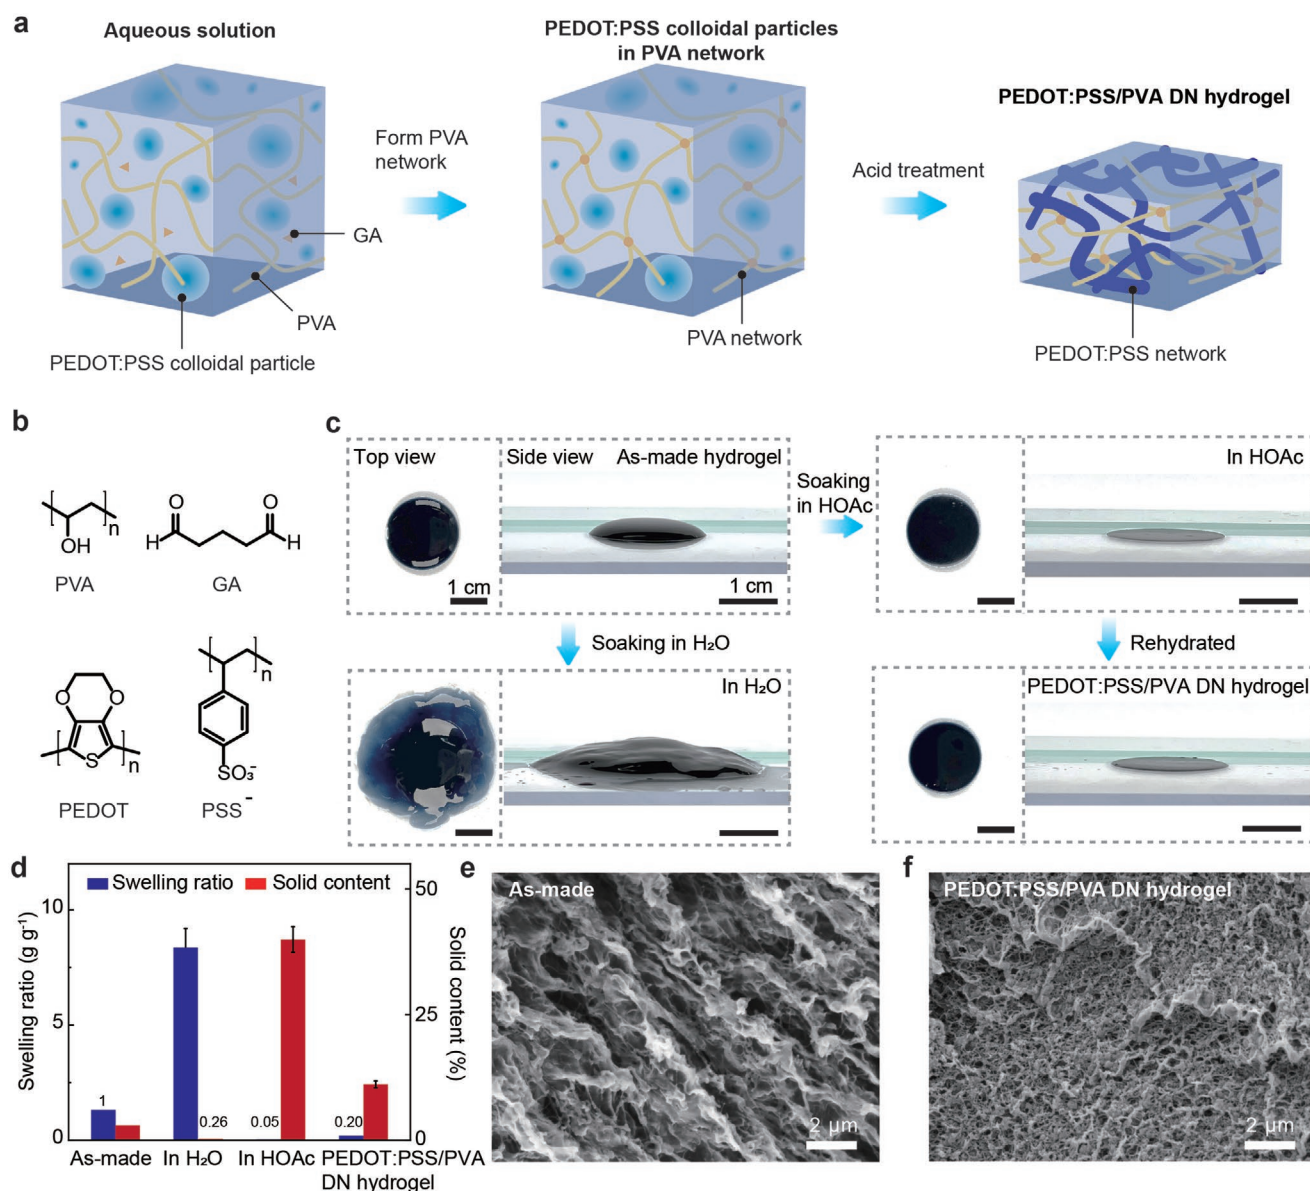 a
Aqueous solution
PEDOT:PSS colloidal particles
in PVA network
PEDOT:PSS/PVA DN hydrogel
Form PVA
network
Acid treatment
GA
PVA
PEDOT:PSS colloidal particle
PVA network
PEDOT:PSS network
b
n
OH
PVA
O
O
H
H
GA
O
O
S
n
PEDOT
n
SO₃⁻
PSS⁻
c
Top view
1 cm
Side view
As-made hydrogel
1 cm
Soaking
in HOAc
In HOAc
Soaking in H₂O
Rehydrated
In H₂O
PEDOT:PSS/PVA DN hydrogel
d
Swelling ratio
Solid content
Swelling ratio (g g⁻¹)
10
5
0
50
25
0
Solid content (%)
1
0.26
0.05
0.20
As-made
In H₂O
In HOAc
PEDOT:PSS/PVA
DN hydrogel
e
As-made
2 µm
f
PEDOT:PSS/PVA DN hydrogel
2 µm